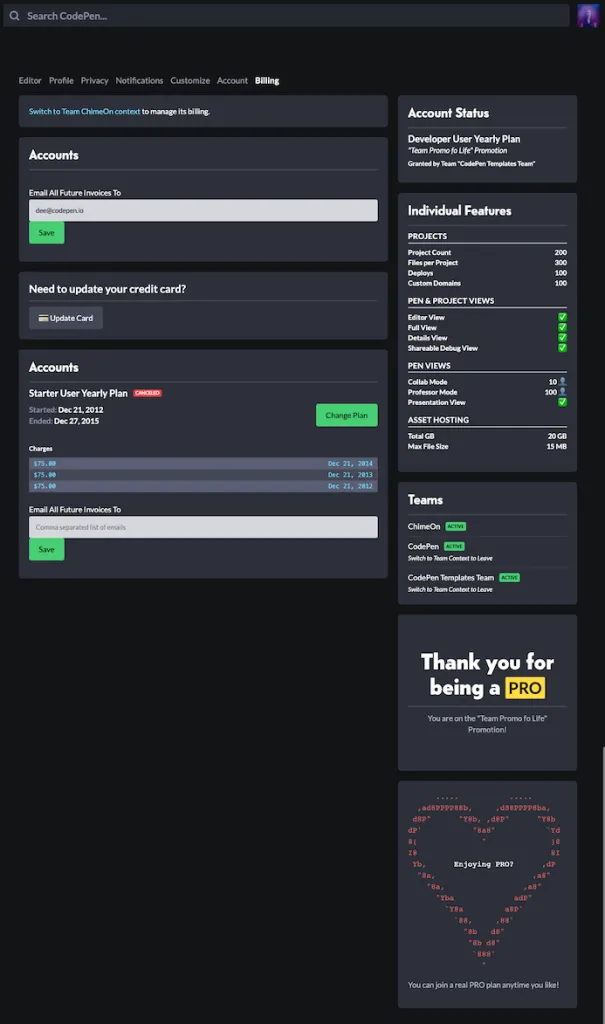 Search CodePen...
Editor Profile Privacy Notifications Customize Account Billing
Switch to Team ChimeOn context to manage its billing.
Accounts
Email All Future Invoices To
dee@codepen.io
Save
Need to update your credit card?
Update Card
Accounts
Starter User Yearly Plan CANCELED
Started: Dec 21, 2012
Ended: Dec 27, 2015
Change Plan
Charges
$75.00 Dec 21, 2014
$75.00 Dec 21, 2013
$75.00 Dec 21, 2012
Email All Future Invoices To
Comma separated list of emails
Save
Account Status
Developer User Yearly Plan
"Team Promo fo Life" Promotion
Granted by Team "CodePen Templates Team"
Individual Features
PROJECTS
Project Count 200
Files per Project 300
Deploys 100
Custom Domains 100
PEN & PROJECT VIEWS
Editor View
Full View
Details View
Shareable Debug View
PEN VIEWS
Collab Mode 10
Professor Mode 100
Presentation View
ASSET HOSTING
Total GB 20 GB
Max File Size 15 MB
Teams
ChimeOn ACTIVE
CodePen ACTIVE
Switch to Team Context to Leave
CodePen Templates Team ACTIVE
Switch to Team Context to Leave
Thank you for
being a PRO
You are on the "Team Promo fo Life"
Promotion!
Enjoying PRO?
You can join a real PRO plan anytime you like!